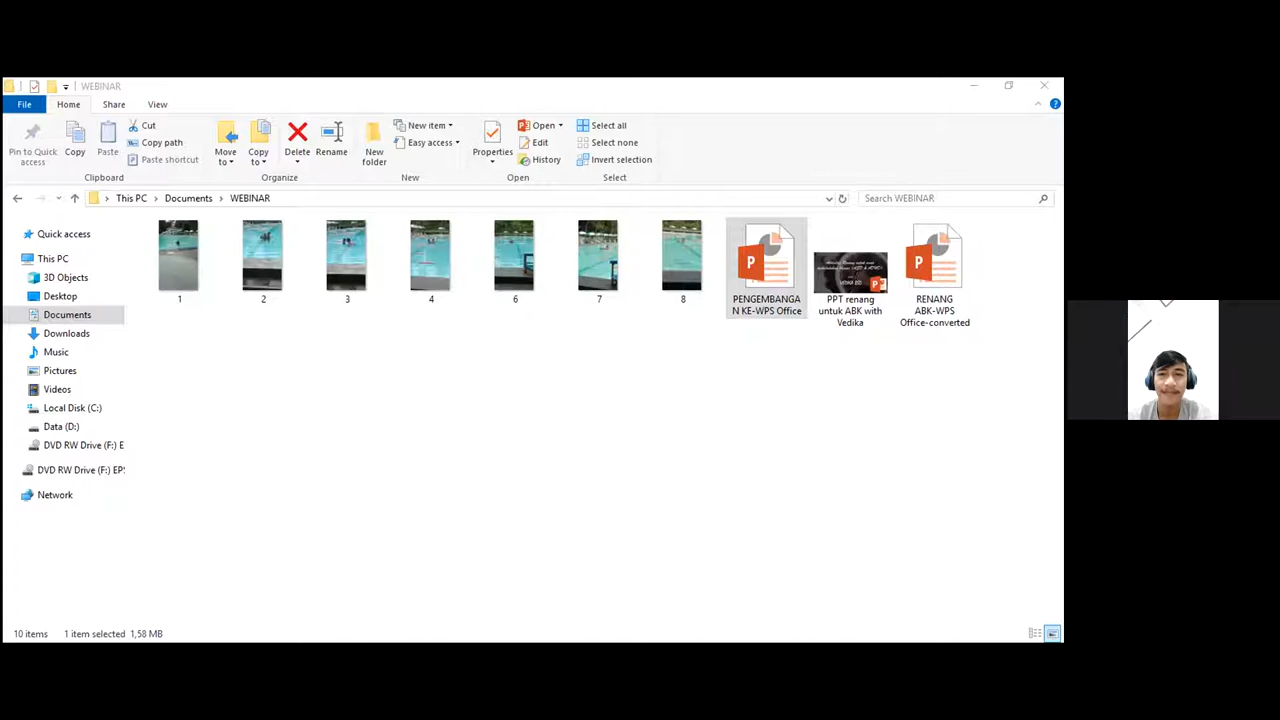 WEBINAR
File Home Share View
Pin to Quick access
Copy
Paste
Cut
Copy path
Paste shortcut
Clipboard
Move to
Copy to
Delete
Rename
Organize
New folder
New item
Easy access
New
Properties
Open
Edit
History
Open
Select all
Select none
Invert selection
Select
This PC > Documents > WEBINAR
Search WEBINAR
Quick access
This PC
3D Objects
Desktop
Documents
Downloads
Music
Pictures
Videos
Local Disk (C:)
Data (D:)
DVD RW Drive (F:) E
DVD RW Drive (F:) EP
Network
1
2
3
4
6
7
8
PENGEMBANGA
N KE-WPS Office
PPT renang
untuk ABK with
Vedika
RENANG
ABK-WPS
Office-converted
10 items 1 item selected 1,58 MB